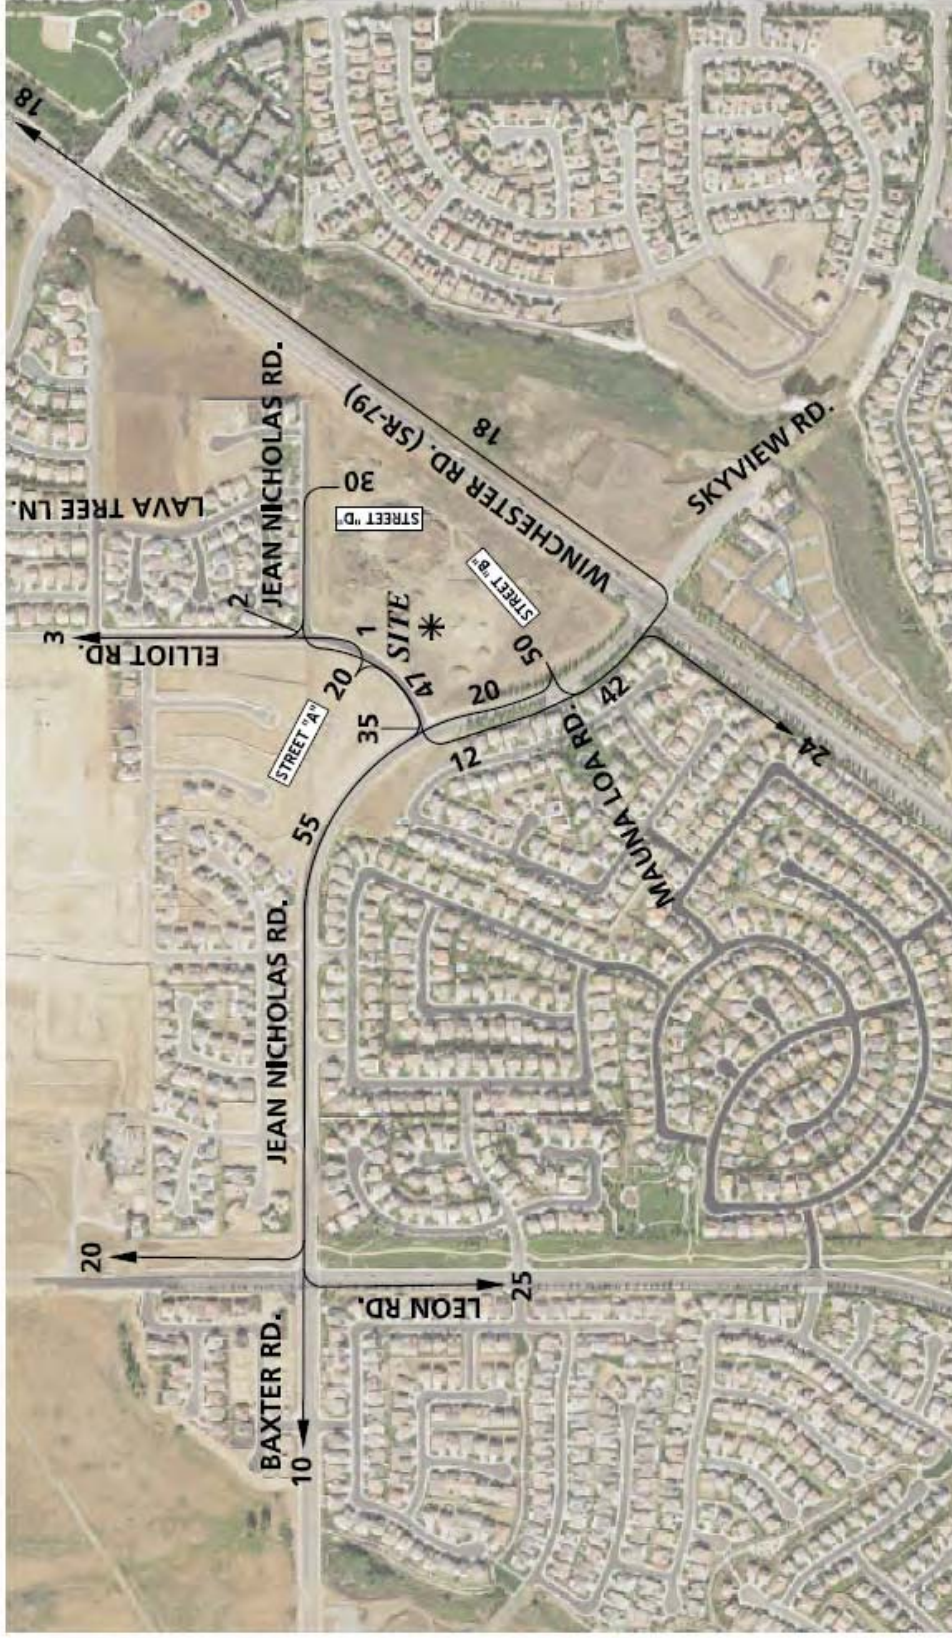 18
18
WINCHESTER RD. (SR-79)
LAVA TREE LN.
JEAN NICHOLAS RD.
30
STREET "D"
2
3
ELLIOT RD.
1
SITE
STREET "B"
SKYVIEW RD.
20
47
50
20
STREET "A"
35
42
12
24
MAUNA LOA RD.
55
JEAN NICHOLAS RD.
20
25
LEON RD.
BAXTER RD.
10